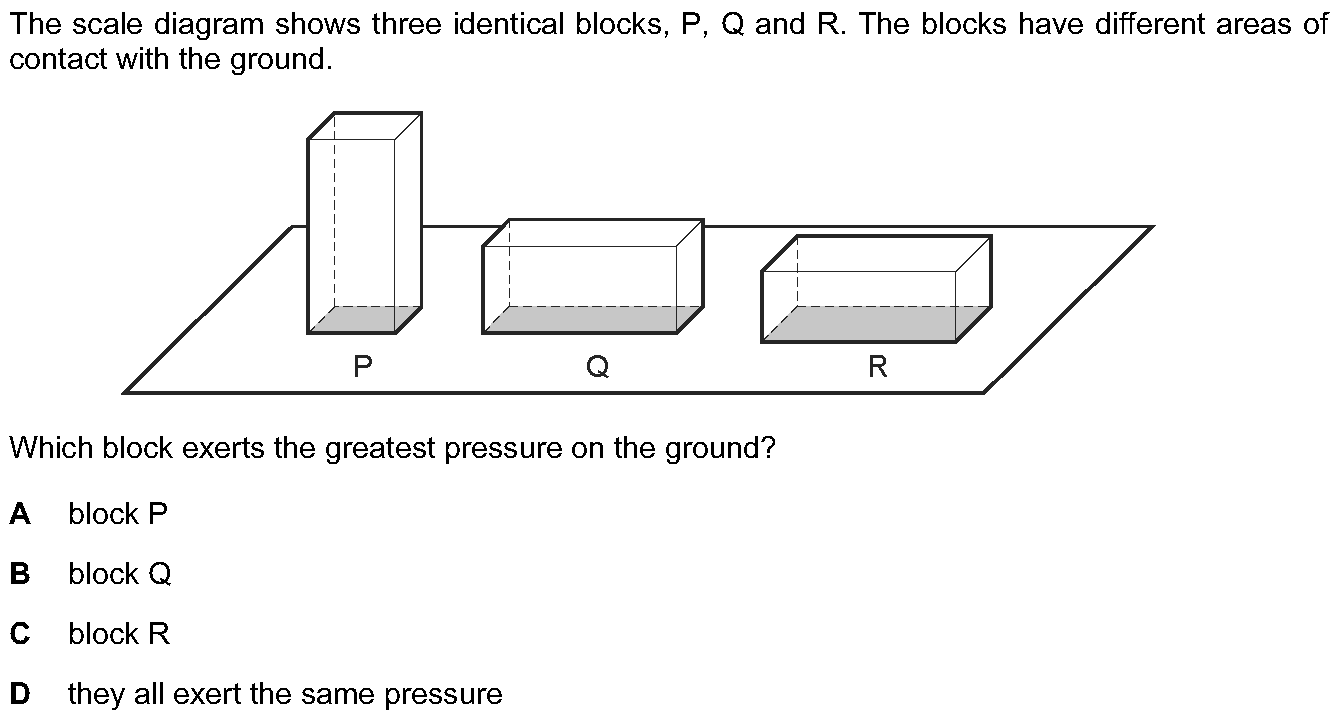 The scale diagram shows three identical blocks, P, Q and R. The blocks have different areas of
contact with the ground.
P
Q
R
Which block exerts the greatest pressure on the ground?
A block P
B block Q
C block R
D they all exert the same pressure